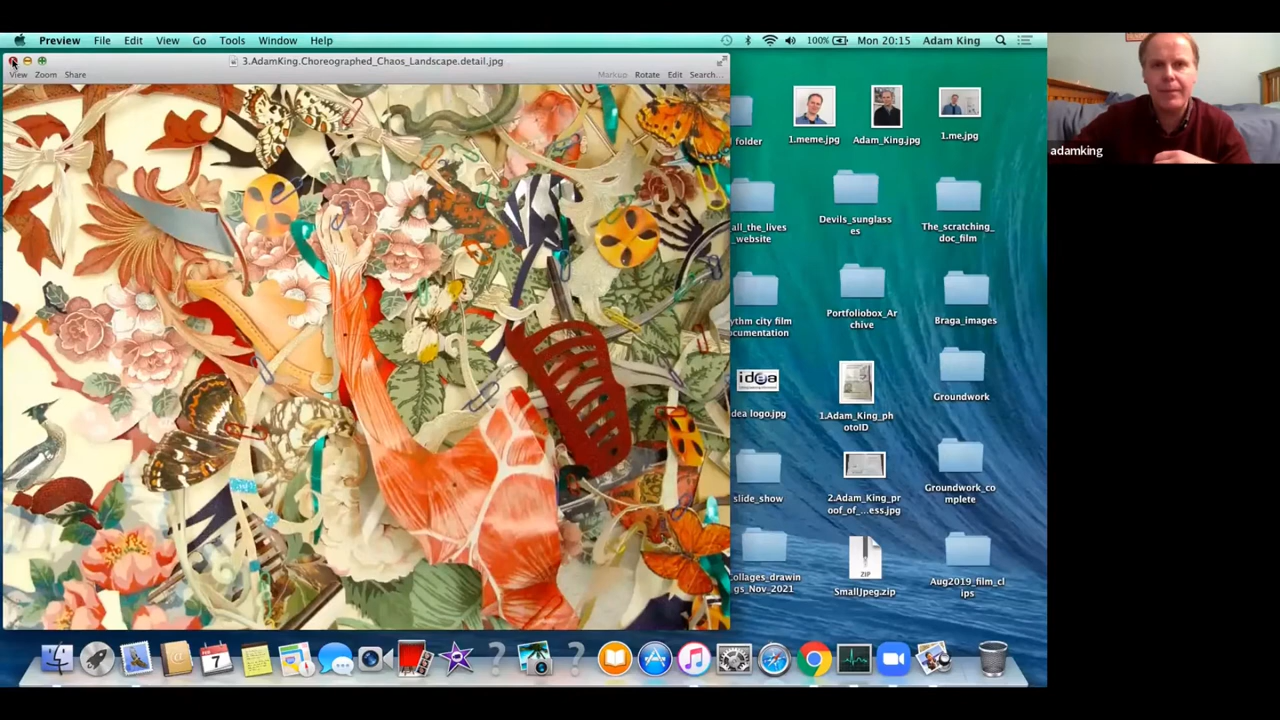 Preview File Edit View Go Tools Window Help 100% Mon 20:15 Adam King
3.AdamKing.Choreographed_Chaos_Landscape.detail.jpg
View Zoom Share Markup Rotate Edit Search...
folder
1.meme.jpg
Adam_King.jpg
1.me.jpg
adamking
all_the_lives
_website
Devils_sunglass
es
The_scratching_
doc_film
ythm city film
cumentation
Portfoliobox_Ar
chive
Braga_images
idea
dea logo.jpg
1.Adam_King_ph
otoID
Groundwork
slide_show
2.Adam_King_pr
oof_of_...ess.jpg
Groundwork_co
mplete
ollages_drawin
gs_Nov_2021
ZIP
SmallJpeg.zip
Aug2019_film_cl
ips
7